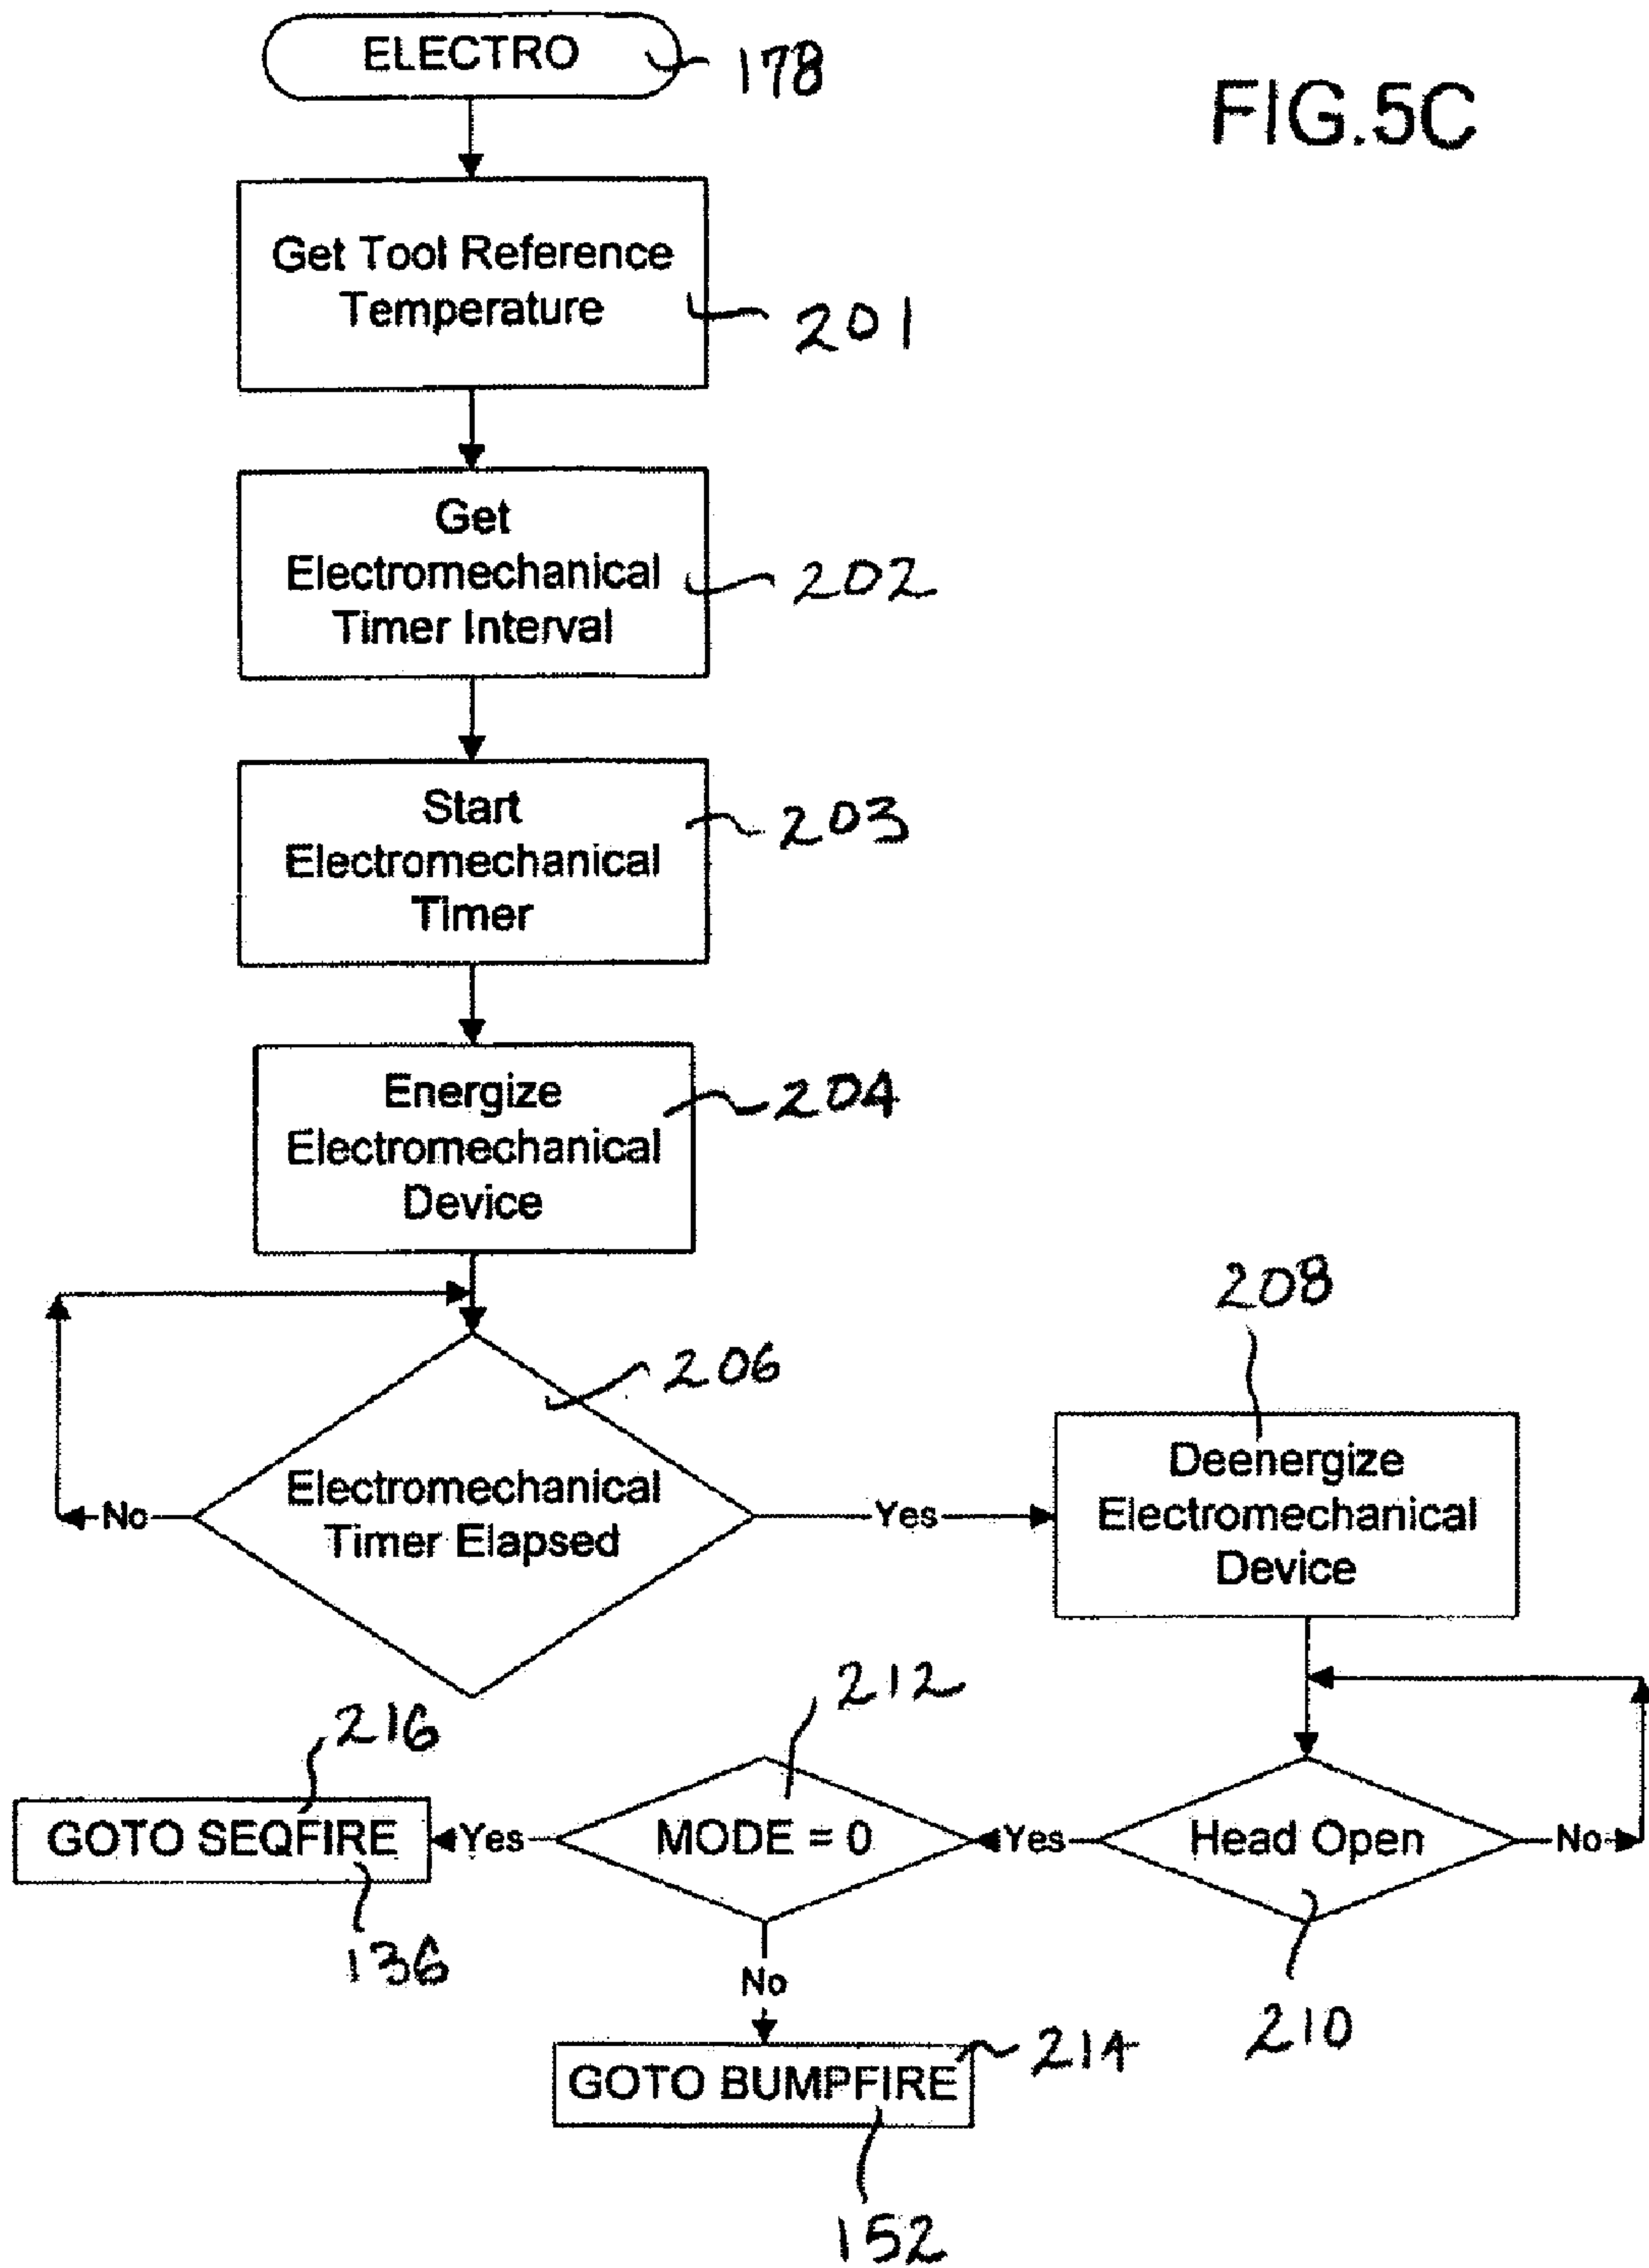 ELECTRO
178
FIG.5C
Get Tool Reference
Temperature
201
Get
Electromechanical
Timer Interval
202
Start
Electromechanical
Timer
203
Energize
Electromechanical
Device
204
206
Electromechanical
Timer Elapsed
No
Yes
208
Deenergize
Electromechanical
Device
210
Head Open
No
Yes
212
MODE = 0
Yes
No
216
GOTO SEQFIRE
136
GOTO BUMPFIRE
214
152